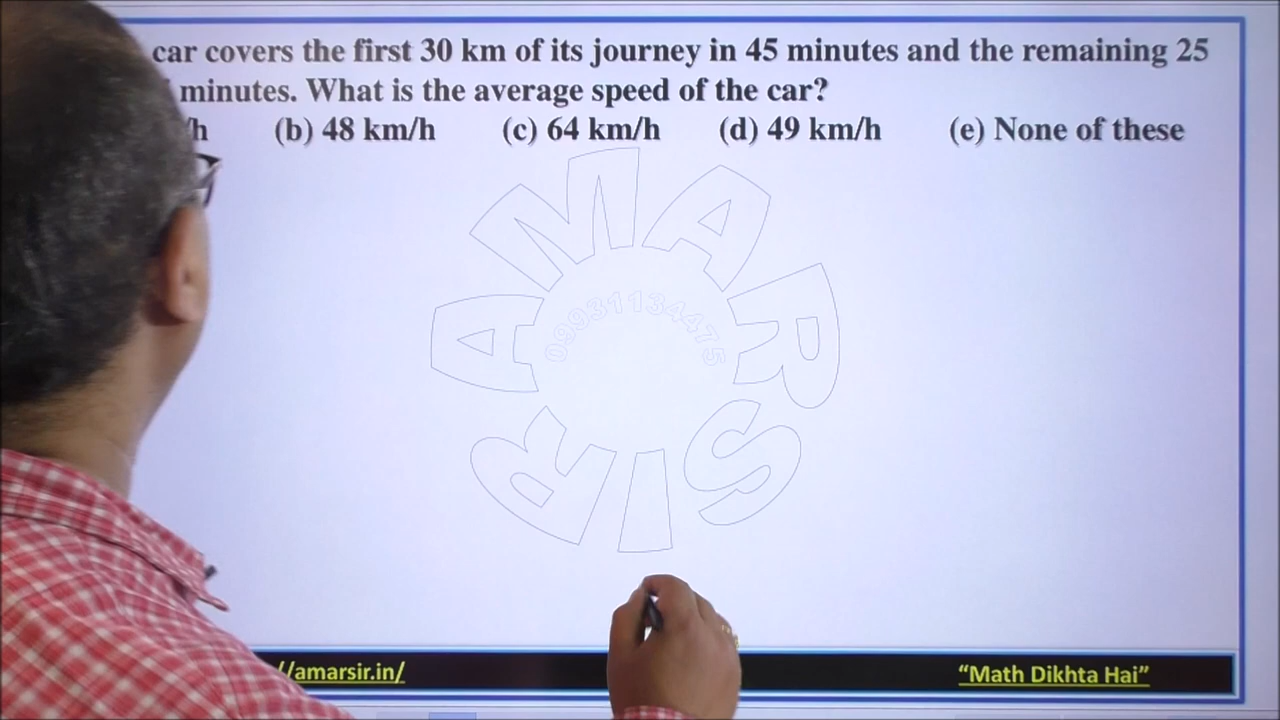 car covers the first 30 km of its journey in 45 minutes and the remaining 25
minutes. What is the average speed of the car?
/h (b) 48 km/h (c) 64 km/h (d) 49 km/h (e) None of these
AMAR SIR
09931134475
//amarsir.in/
“Math Dikhta Hai”